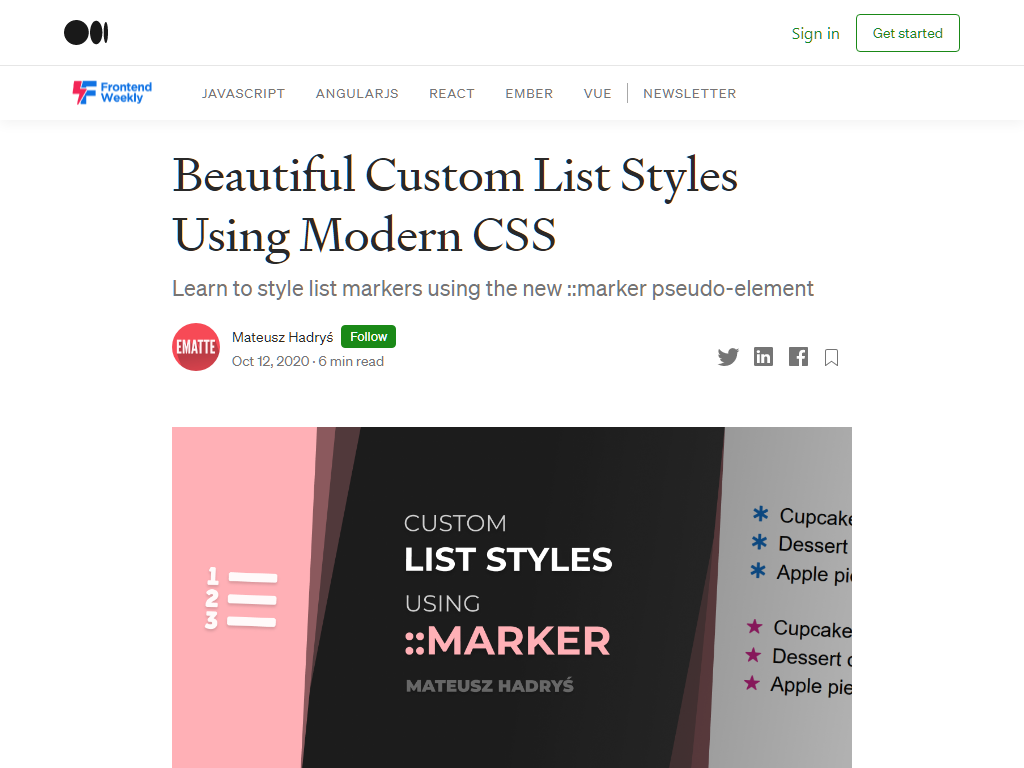 Sign in
Get started
Frontend
Weekly
JAVASCRIPT
ANGULARJS
REACT
EMBER
VUE
NEWSLETTER
Beautiful Custom List Styles
Using Modern CSS
Learn to style list markers using the new ::marker pseudo-element
EMATTE
Mateusz Hadryś
Follow
Oct 12, 2020 · 6 min read
1
2
3
CUSTOM
LIST STYLES
USING
::MARKER
MATEUSZ HADRYŚ
Cupcake
Dessert
Apple pi
Cupcake
Dessert
Apple pie